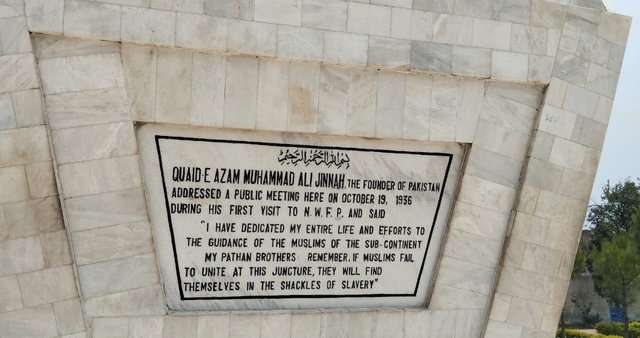 بسم الله الرحمن الرحيم
QUAID-E AZAM MUHAMMAD ALI JINNAH, THE FOUNDER OF PAKISTAN
ADDRESSED A PUBLIC MEETING HERE ON OCTOBER 19, 1936
DURING HIS FIRST VISIT TO N.W.F.P. AND SAID
"I HAVE DEDICATED MY ENTIRE LIFE AND EFFORTS TO
THE GUIDANCE OF THE MUSLIMS OF THE SUB-CONTINENT
MY PATHAN BROTHERS REMEMBER. IF MUSLIMS FAIL
TO UNITE AT THIS JUNCTURE, THEY WILL FIND
THEMSELVES IN THE SHACKLES OF SLAVERY"